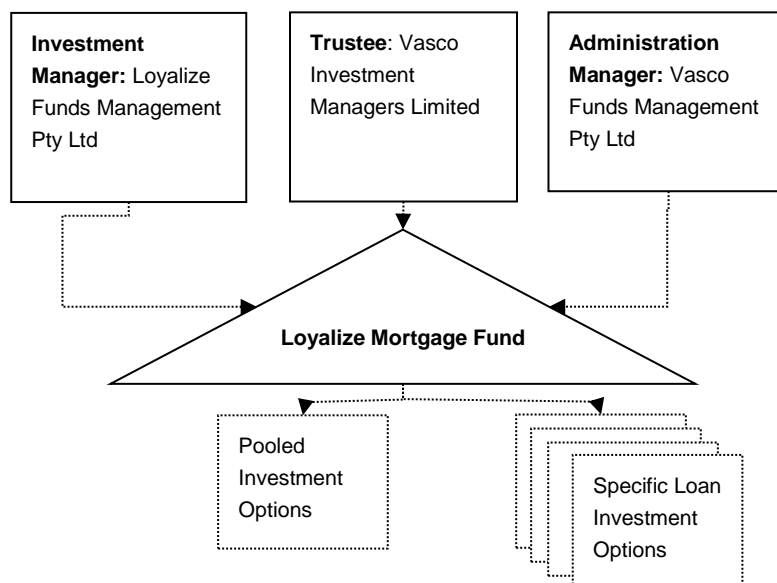 Investment
Manager: Loyalize
Funds Management
Pty Ltd
Trustee: Vasco
Investment
Managers Limited
Administration
Manager: Vasco
Funds Management
Pty Ltd
Loyalize Mortgage Fund
Pooled
Investment
Options
Specific Loan
Investment
Options